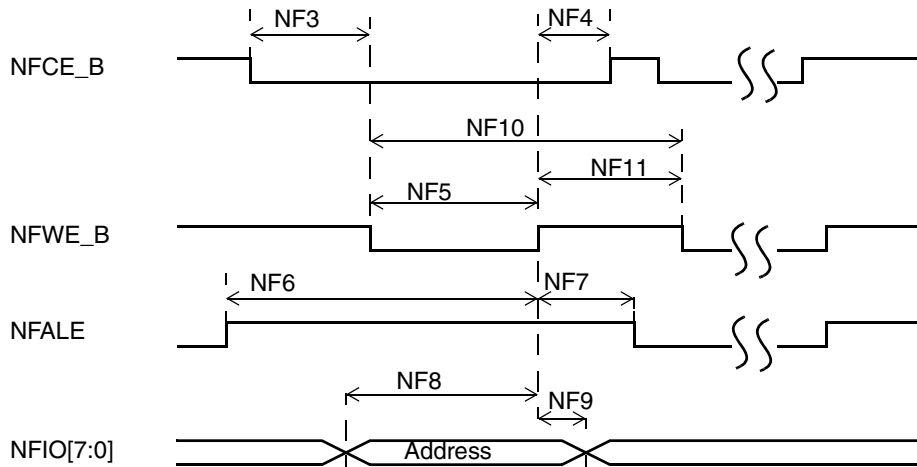 NF3
NF4
NFCE_B
NF10
NF11
NF5
NFWE_B
NF6
NF7
NFALE
NF8
NF9
NFIO[7:0]
Address